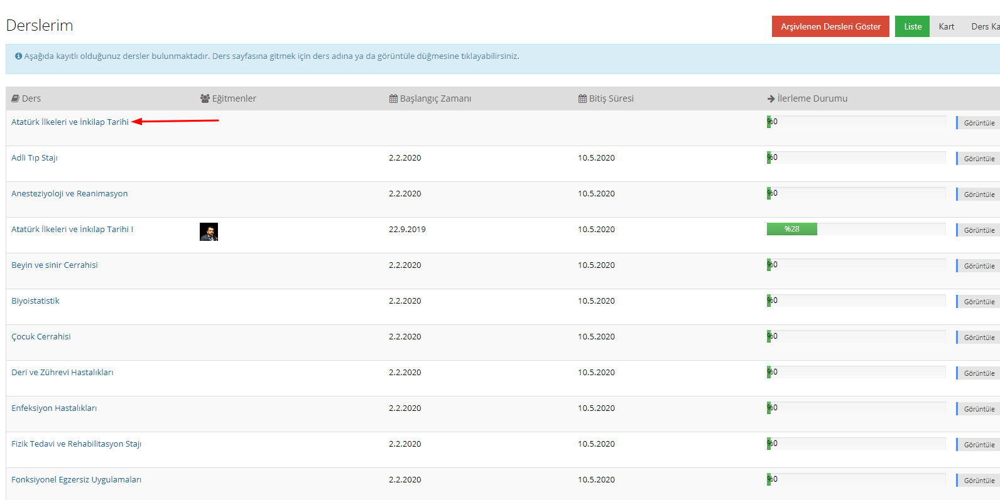 Derslerim
Arşivlenen Dersleri Göster Liste Kart Ders Ka
Aşağıda kayıtlı olduğunuz dersler bulunmaktadır. Ders sayfasına gitmek için ders adına ya da görüntüle düğmesine tıklayabilirsiniz.
Ders Eğitmenler Başlangıç Zamanı Bitiş Süresi İlerleme Durumu
Atatürk İlkeleri ve İnkilap Tarihi %0 Görüntüle
Adli Tıp Stajı 2.2.2020 10.5.2020 %0 Görüntüle
Anesteziyoloji ve Reanimasyon 2.2.2020 10.5.2020 %0 Görüntüle
Atatürk İlkeleri ve İnkılap Tarihi I 22.9.2019 10.5.2020 %28 Görüntüle
Beyin ve sinir Cerrahisi 2.2.2020 10.5.2020 %0 Görüntüle
Biyoistatistik 2.2.2020 10.5.2020 %0 Görüntüle
Çocuk Cerrahisi 2.2.2020 10.5.2020 %0 Görüntüle
Deri ve Zührevi Hastalıkları 2.2.2020 10.5.2020 %0 Görüntüle
Enfeksiyon Hastalıkları 2.2.2020 10.5.2020 %0 Görüntüle
Fizik Tedavi ve Rehabilitasyon Stajı 2.2.2020 10.5.2020 %0 Görüntüle
Fonksiyonel Egzersiz Uygulamaları 2.2.2020 10.5.2020 %0 Görüntüle